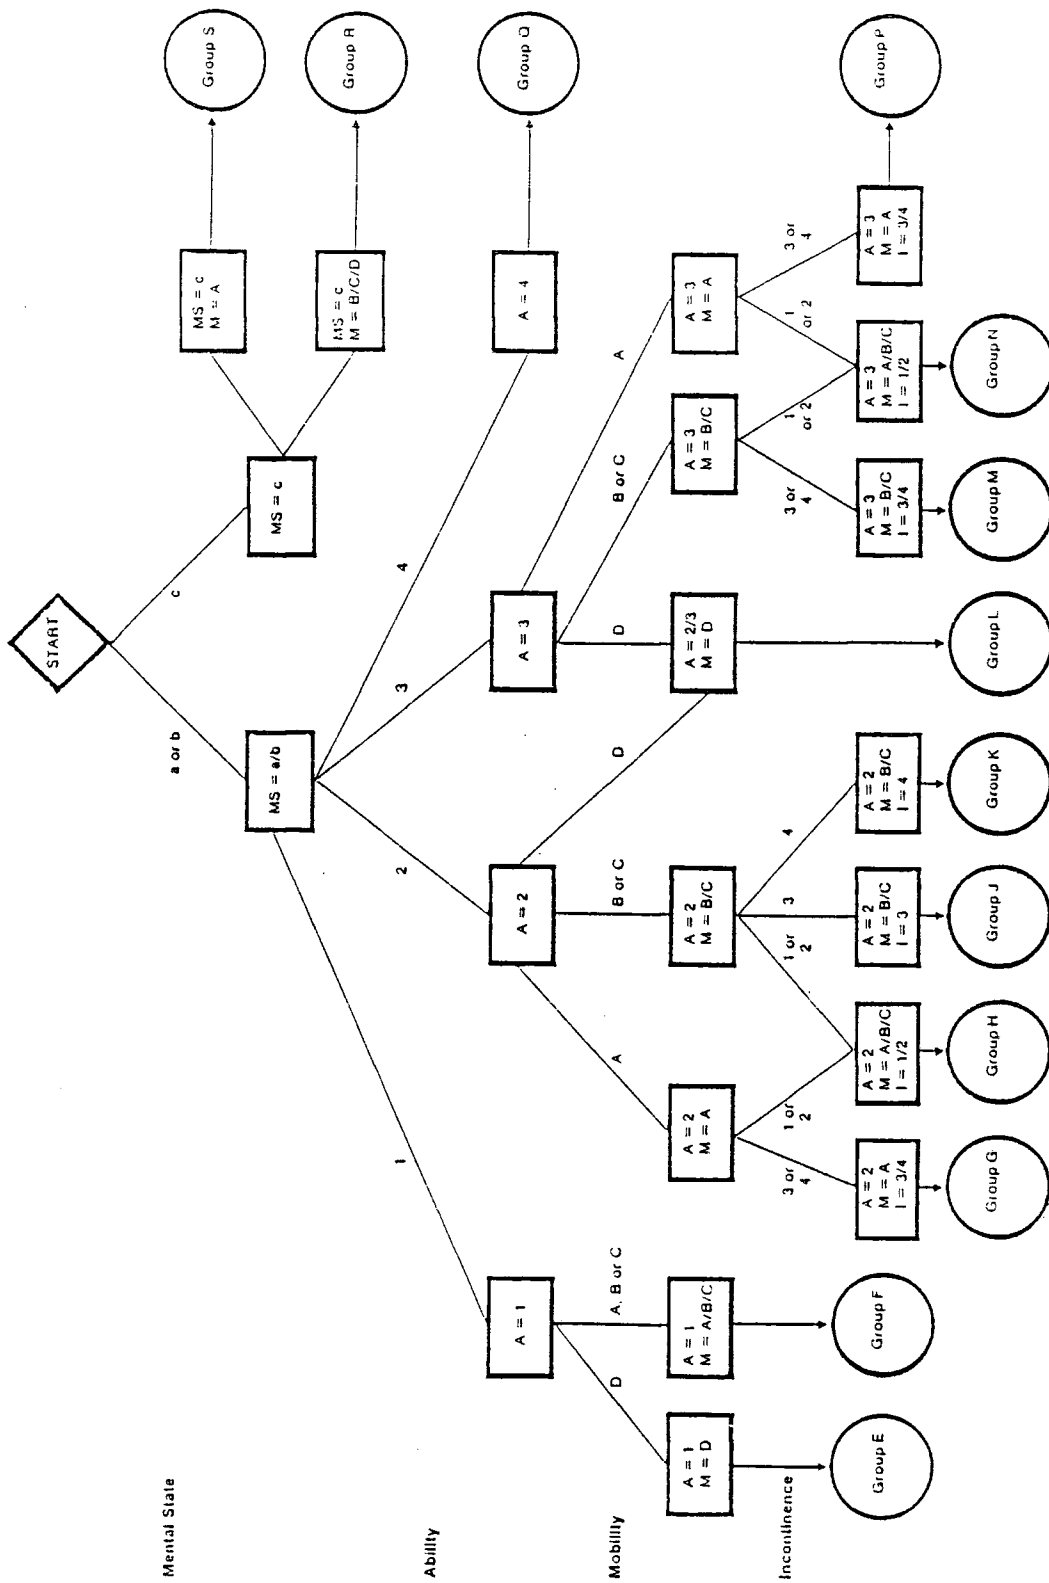 START
a or b
c
Mental State
MS = a/b
MS = c
MS = c
M = A
Group S
MS = c
M = B/C/D
Group R
1
2
3
4
Ability
A = 1
A = 2
A = 3
A = 4
Group Q
D
A, B or C
A
B or C
D
D
B or C
A
Mobility
A = 1
M = D
A = 1
M = A/B/C
A = 2
M = A
A = 2
M = B/C
A = 2/3
M = D
A = 3
M = B/C
A = 3
M = A
Incontinence
3 or
4
1 or
2
1 or
2
3
4
3 or
4
1
or 2
1
or 2
3 or
4
A = 2
M = A
I = 3/4
A = 2
M = A/B/C
I = 1/2
A = 2
M = B/C
I = 3
A = 2
M = B/C
I = 4
A = 3
M = B/C
I = 3/4
A = 3
M = A/B/C
I = 1/2
A = 3
M = A
I = 3/4
Group P
Group E
Group F
Group G
Group H
Group J
Group K
Group L
Group M
Group N